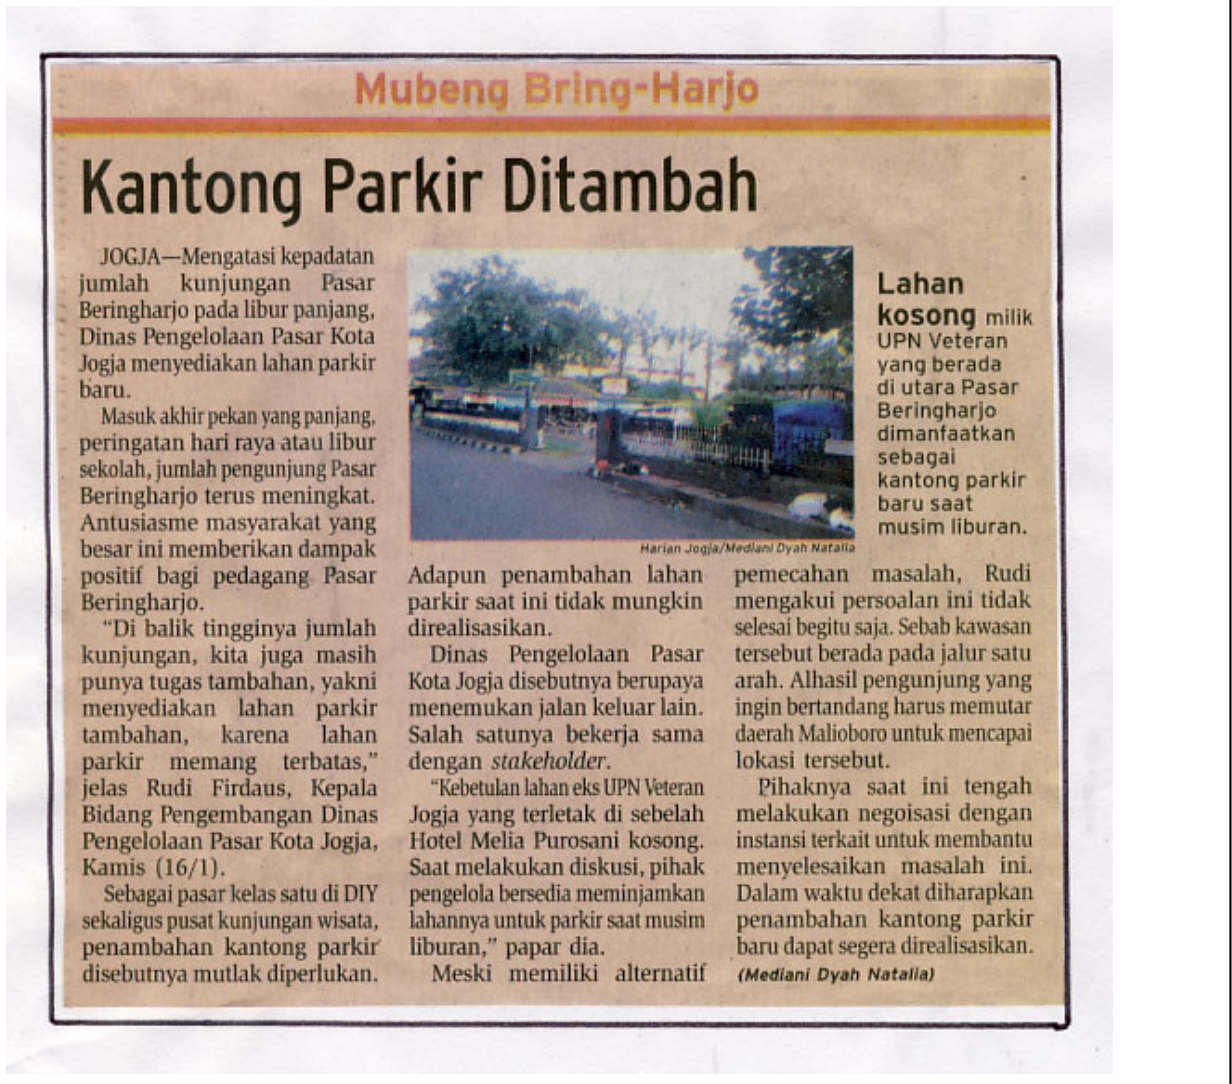 Mubeng Bring-Harjo
Kantong Parkir Ditambah
JOGJA—Mengatasi kepadatan
jumlah kunjungan Pasar
Beringharjo pada libur panjang,
Dinas Pengelolaan Pasar Kota
Jogja menyediakan lahan parkir
baru.
Masuk akhir pekan yang panjang,
peringatan hari raya atau libur
sekolah, jumlah pengunjung Pasar
Beringharjo terus meningkat.
Antusiasme masyarakat yang
besar ini memberikan dampak
positif bagi pedagang Pasar
Beringharjo.
“Di balik tingginya jumlah
kunjungan, kita juga masih
punya tugas tambahan, yakni
menyediakan lahan parkir
tambahan, karena lahan
parkir memang terbatas,”
jelas Rudi Firdaus, Kepala
Bidang Pengembangan Dinas
Pengelolaan Pasar Kota Jogja,
Kamis (16/1).
Sebagai pasar kelas satu di DIY
sekaligus pusat kunjungan wisata,
penambahan kantong parkir
disebutnya mutlak diperlukan.
Lahan
kosong milik
UPN Veteran
yang berada
di utara Pasar
Beringharjo
dimanfaatkan
sebagai
kantong parkir
baru saat
musim liburan.
Harian Jogja/Mediani Dyah Natalia
Adapun penambahan lahan
parkir saat ini tidak mungkin
direalisasikan.
Dinas Pengelolaan Pasar
Kota Jogja disebutnya berupaya
menemukan jalan keluar lain.
Salah satunya bekerja sama
dengan stakeholder.
“Kebetulan lahan eks UPN Veteran
Jogja yang terletak di sebelah
Hotel Melia Purosani kosong.
Saat melakukan diskusi, pihak
pengelola bersedia meminjamkan
lahannya untuk parkir saat musim
liburan,” papar dia.
Meski memiliki alternatif
pemecahan masalah, Rudi
mengakui persoalan ini tidak
selesai begitu saja. Sebab kawasan
tersebut berada pada jalur satu
arah. Alhasil pengunjung yang
ingin bertandang harus memutar
daerah Malioboro untuk mencapai
lokasi tersebut.
Pihaknya saat ini tengah
melakukan negoisasi dengan
instansi terkait untuk membantu
menyelesaikan masalah ini.
Dalam waktu dekat diharapkan
penambahan kantong parkir
baru dapat segera direalisasikan.
(Mediani Dyah Natalia)